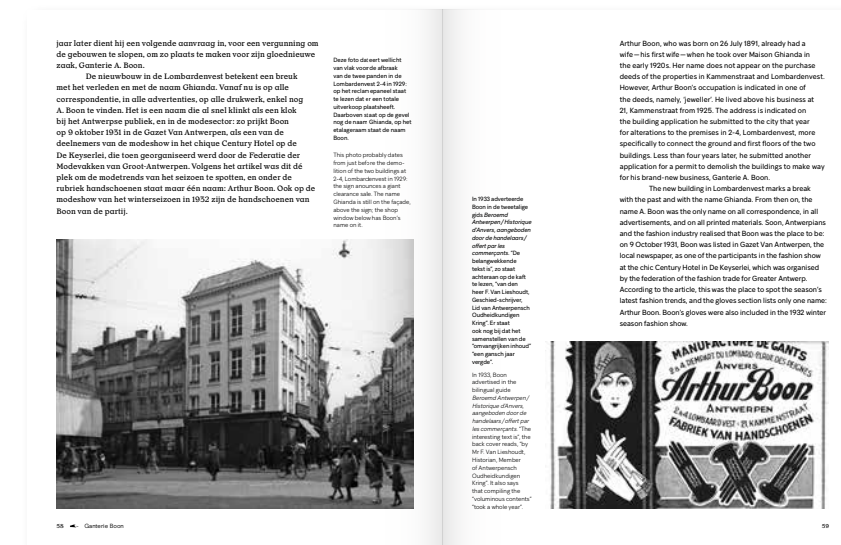 jaar later dient hij een volgende aanvraag in, voor een vergunning om
de gebouwen te slopen, om zo plaats te maken voor zijn gloednieuwe
zaak, Ganterie A. Boon.
De nieuwbouw in de Lombardenvest betekent een breuk
met het verleden en met de naam Ghianda. Vanaf nu is op alle
correspondentie, in alle advertenties, op alle drukwerk, enkel nog
A. Boon te vinden. Het is een naam die al snel klinkt als een klok
bij het Antwerpse publiek, en in de modesector: zo prijkt Boon
op 9 oktober 1931 in de Gazet Van Antwerpen, als een van de
deelnemers van de modeshow in het chique Century Hotel op de
De Keyserlei, die toen georganiseerd werd door de Federatie der
Modevakken van Groot-Antwerpen. Volgens het artikel was dit dé
plek om de modetrends van het seizoen te spotten, en onder de
rubriek handschoenen staat maar één naam: Arthur Boon. Ook op de
modeshow van het winterseizoen in 1932 zijn de handschoenen van
Boon van de partij.
Deze foto dateert wellicht
van vlak voor de afbraak
van de twee panden in de
Lombardenvest 2-4 in 1929:
op het reclamepaneel staat
te lezen dat er een totale
uitverkoop plaatsheeft.
Daarboven staat op de gevel
nog de naam Ghianda, op het
etalageraam staat de naam
Boon.
This photo probably dates
from just before the demo-
lition of the two buildings at
2-4, Lombardenvest in 1929:
the sign anounces a giant
clearance sale. The name
Ghianda is still on the façade,
above the sign; the shop
window below has Boon's
name on it.
58 Ganterie Boon
In 1933 adverteerde
Boon in de tweetalige
gids Beroemd
Antwerpen/Historique
d'Anvers, aangeboden
door de handelaars/
offert par les
commerçants. "De
belangwekkende
tekst is", zo staat
achterop op de kaft
te lezen, "van den
heer F. Van Lieshoudt,
Geschied-schrijver,
Lid van Antwerpensch
Oudheidkundigen
Kring". Er staat
ook nog bij dat het
samenstellen van de
"omvangrijken inhoud"
"een gansch jaar
vergde".
In 1933, Boon
advertised in the
bilingual guide
Beroemd Antwerpen/
Historique d'Anvers,
aangeboden door de
handelaars/offert par
les commerçants. "The
interesting text is", the
back cover reads, "by
Mr F. Van Lieshoudt,
Historian, Member
of Antwerpensch
Oudheidkundigen
Kring". It also says
that compiling the
"voluminous contents"
"took a whole year".
Arthur Boon, who was born on 26 July 1891, already had a
wife—his first wife—when he took over Maison Ghianda in
the early 1920s. Her name does not appear on the purchase
deeds of the properties in Kammenstraat and Lombardenvest.
However, Arthur Boon's occupation is indicated in one of
the deeds, namely, 'jeweller'. He lived above his business at
21, Kammenstraat from 1925. The address is indicated on
the building application he submitted to the city that year
for alterations to the premises in 2-4, Lombardenvest, more
specifically to connect the ground and first floors of the two
buildings. Less than four years later, he submitted another
application for a permit to demolish the buildings to make way
for his brand-new business, Ganterie A. Boon.
The new building in Lombardenvest marks a break
with the past and with the name Ghianda. From then on, the
name A. Boon was the only name on all correspondence, in all
advertisements, and on all printed materials. Soon, Antwerpians
and the fashion industry realised that Boon was the place to be:
on 9 October 1931, Boon was listed in Gazet Van Antwerpen, the
local newspaper, as one of the participants in the fashion show
at the chic Century Hotel in De Keyserlei, which was organised
by the federation of the fashion trade for Greater Antwerp.
According to the article, this was the place to spot the season's
latest fashion trends, and the gloves section lists only one name:
Arthur Boon. Boon's gloves were also included in the 1932 winter
season fashion show.
MANUFACTURE DE GANTS
2 & 4, REMPART DU LOMBARD - 21, RUE DES PEIGNES
ANVERS
Arthur Boon
ANTWERPEN
2 & 4 LOMBAARDVEST - 21, KAMMENSTRAAT
FABRIEK VAN HANDSCHOENEN
59